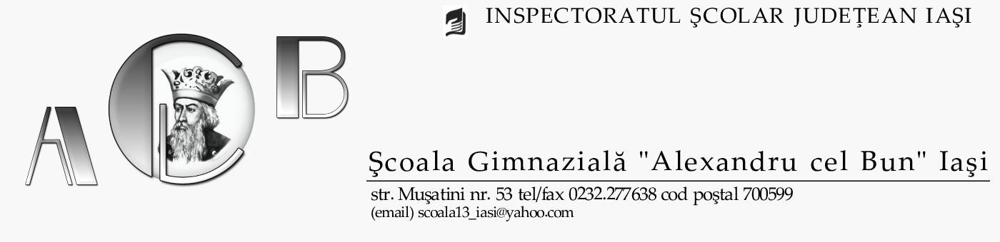 INSPECTORATUL ŞCOLAR JUDEŢEAN IAŞI
ACB
Şcoala Gimnazială "Alexandru cel Bun" Iaşi
str. Muşatini nr. 53 tel/fax 0232.277638 cod poştal 700599
(email) scoala13_iasi@yahoo.com